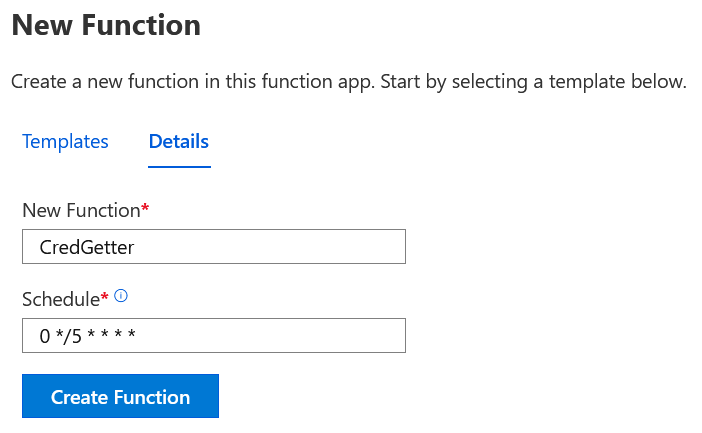 New Function
Create a new function in this function app. Start by selecting a template below.
Templates Details
New Function*
CredGetter
Schedule* ⓘ
0 */5 * * * *
Create Function